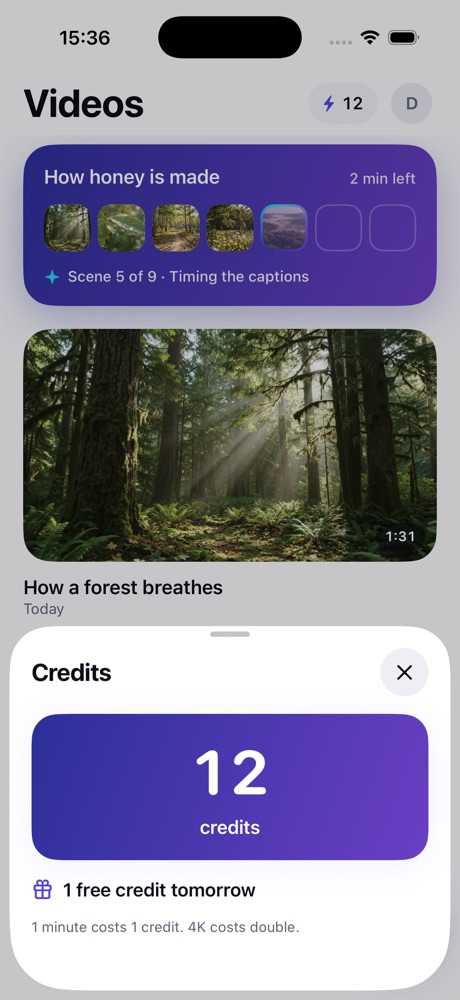 15:36
Videos
12
D
How honey is made
2 min left
Scene 5 of 9 · Timing the captions
1:31
How a forest breathes
Today
Credits
12
credits
1 free credit tomorrow
1 minute costs 1 credit. 4K costs double.